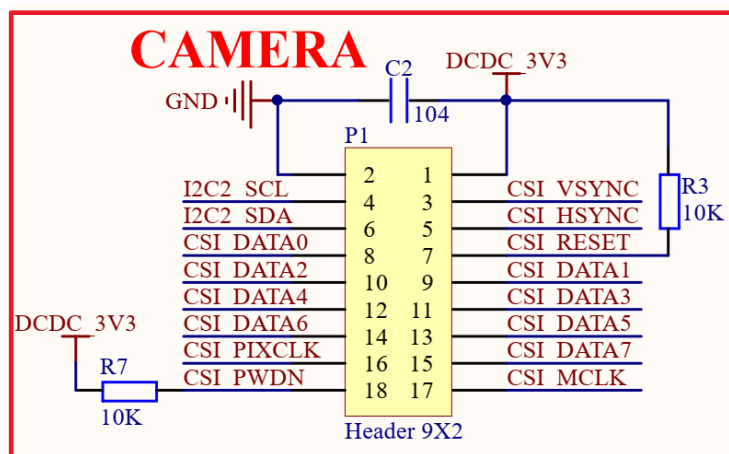 CAMERA
C2
DCDC_3V3
GND
104
P1
2 1
I2C2_SCL 4 3 CSI_VSYNC
R3
I2C2_SDA 6 5 CSI_HSYNC
10K
CSI_DATA0 8 7 CSI_RESET
CSI_DATA2 10 9 CSI_DATA1
CSI_DATA4 12 11 CSI_DATA3
DCDC_3V3
CSI_DATA6 14 13 CSI_DATA5
CSI_PIXCLK 16 15 CSI_DATA7
R7
CSI_PWDN 18 17 CSI_MCLK
10K
Header 9X2